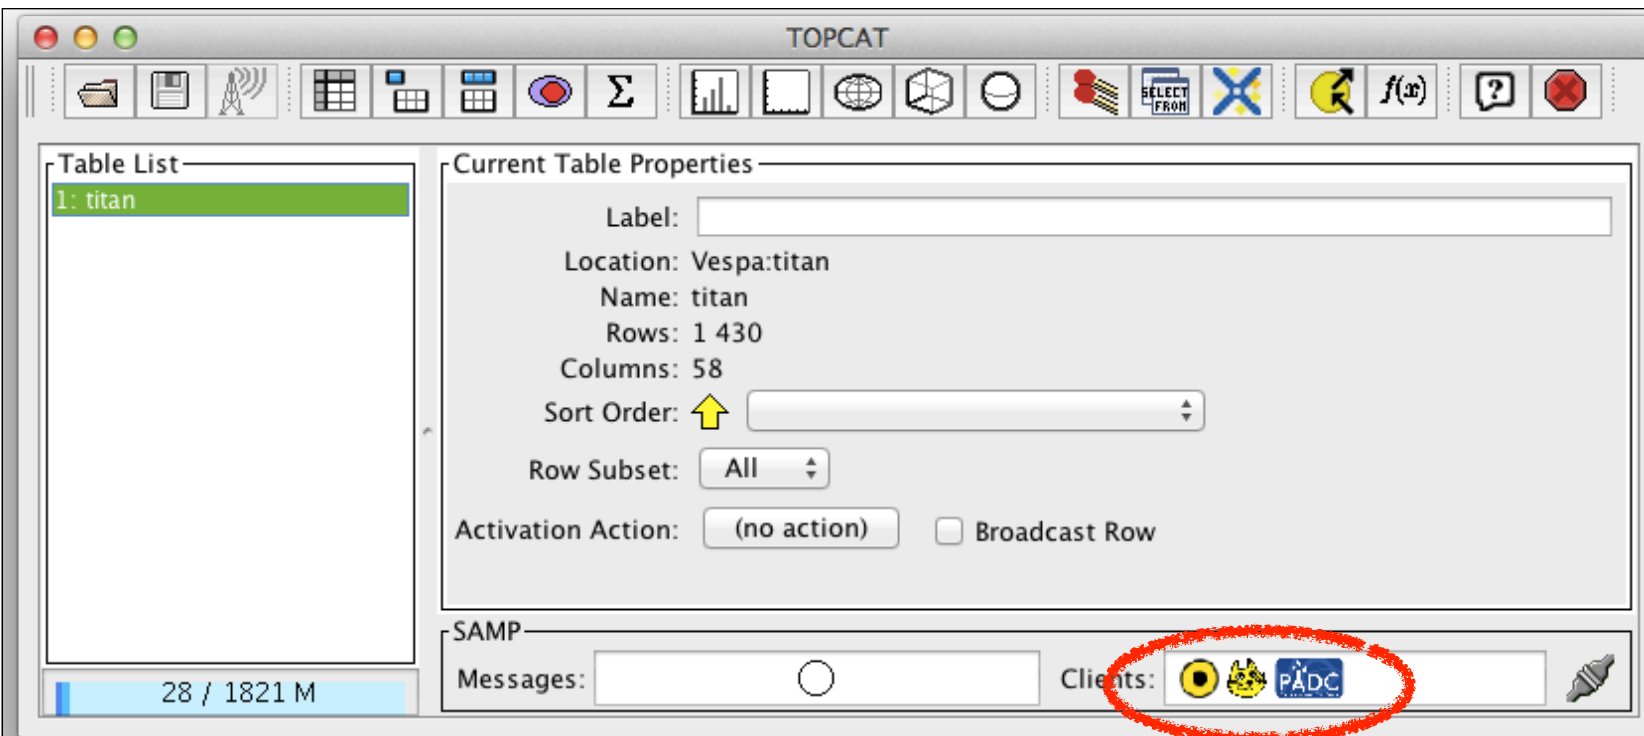 TOPCAT
Σ
SELECT
FROM
f(x)
?
Table List
1: titan
28 / 1821 M
Current Table Properties
Label:
Location: Vespa:titan
Name: titan
Rows: 1 430
Columns: 58
Sort Order:
Row Subset: All
Activation Action: (no action) Broadcast Row
SAMP
Messages:
Clients: PADC